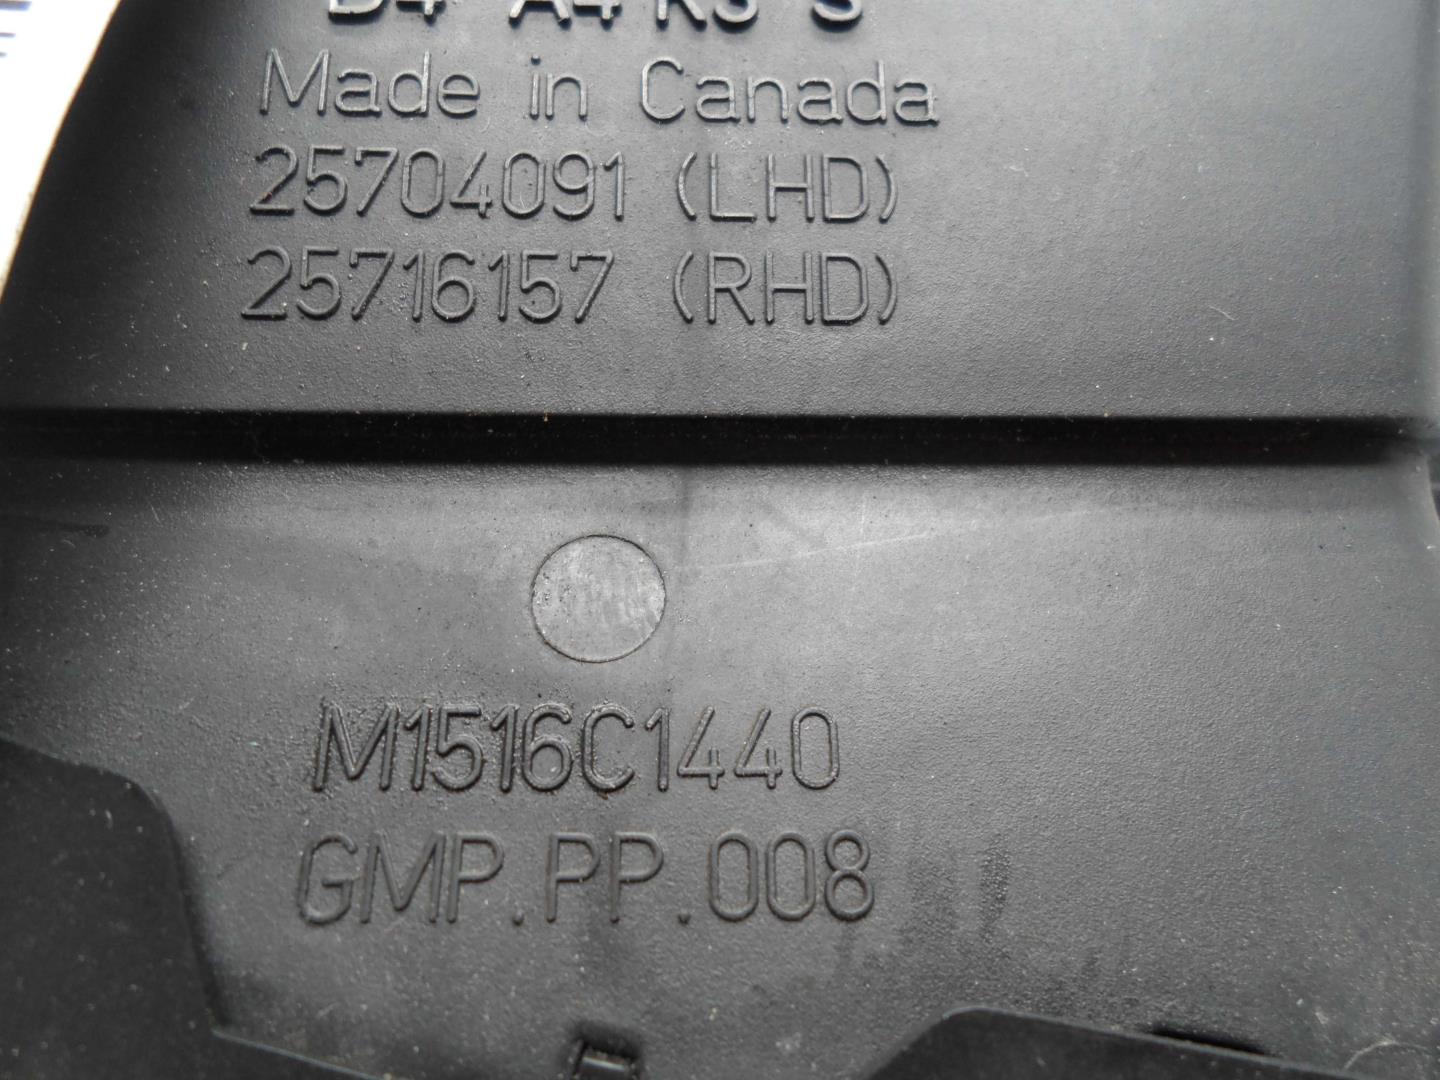 Made in Canada
25704091 (LHD)
25716157 (RHD)
M1516C1440
GMP.PP.008